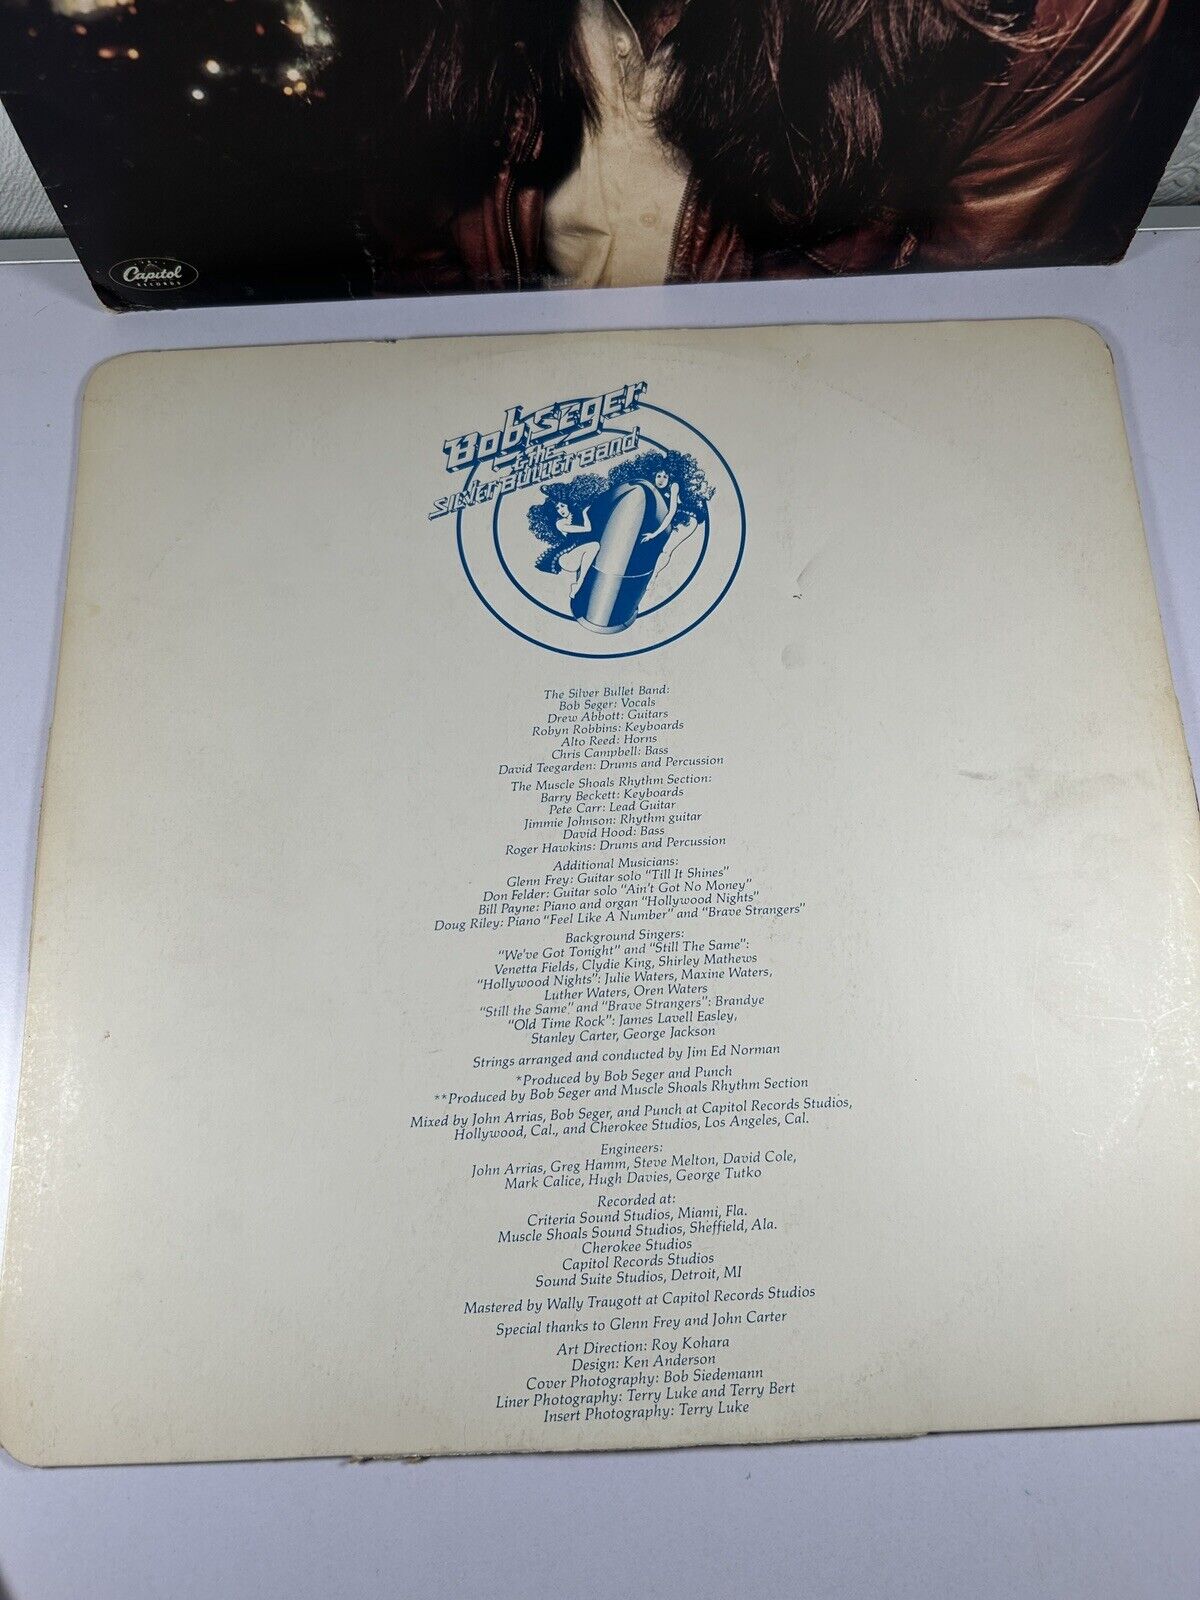 Capitol
RECORDS
Bob Seger
& THE
SILVER BULLET BAND
The Silver Bullet Band:
Bob Seger: Vocals
Drew Abbott: Guitars
Robyn Robbins: Keyboards
Alto Reed: Horns
Chris Campbell: Bass
David Teegarden: Drums and Percussion
The Muscle Shoals Rhythm Section:
Barry Beckett: Keyboards
Pete Carr: Lead Guitar
Jimmie Johnson: Rhythm guitar
David Hood: Bass
Roger Hawkins: Drums and Percussion
Additional Musicians:
Glenn Frey: Guitar solo "Till It Shines"
Don Felder: Guitar solo "Ain't Got No Money"
Bill Payne: Piano and organ "Hollywood Nights"
Doug Riley: Piano "Feel Like A Number" and "Brave Strangers"
Background Singers:
"We've Got Tonight" and "Still The Same":
Venetta Fields, Clydie King, Shirley Mathews
"Hollywood Nights": Julie Waters, Maxine Waters,
Luther Waters, Oren Waters
"Still the Same" and "Brave Strangers": Brandye
"Old Time Rock": James Lavell Easley,
Stanley Carter, George Jackson
Strings arranged and conducted by Jim Ed Norman
*Produced by Bob Seger and Punch
**Produced by Bob Seger and Muscle Shoals Rhythm Section
Mixed by John Arrias, Bob Seger, and Punch at Capitol Records Studios,
Hollywood, Cal., and Cherokee Studios, Los Angeles, Cal.
Engineers:
John Arrias, Greg Hamm, Steve Melton, David Cole,
Mark Calice, Hugh Davies, George Tutko
Recorded at:
Criteria Sound Studios, Miami, Fla.
Muscle Shoals Sound Studios, Sheffield, Ala.
Cherokee Studios
Capitol Records Studios
Sound Suite Studios, Detroit, MI
Mastered by Wally Traugott at Capitol Records Studios
Special thanks to Glenn Frey and John Carter
Art Direction: Roy Kohara
Design: Ken Anderson
Cover Photography: Bob Siedemann
Liner Photography: Terry Luke and Terry Bert
Insert Photography: Terry Luke